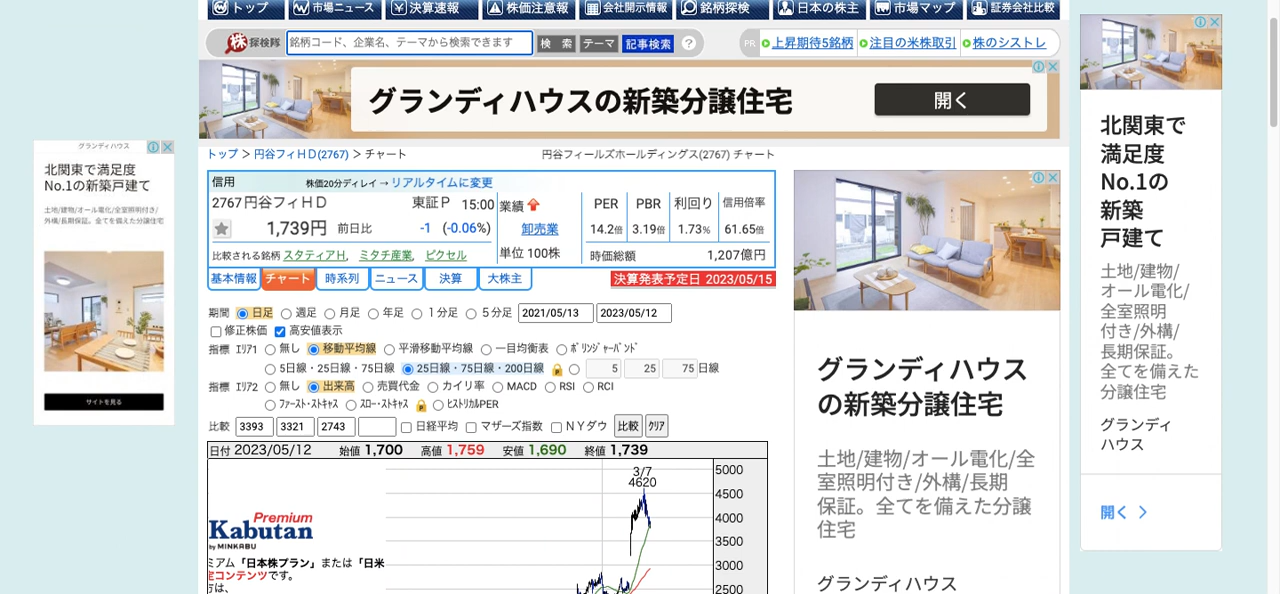 トップ 市場ニュース 決算速報 株価注意報 会社開示情報 銘柄探検 日本の株主 市場マップ 証券会社比較
株探検隊 銘柄コード、企業名、テーマから検索できます 検　索 テーマ 記事検索 ? PR 上昇期待5銘柄 注目の米株取引 株のシストレ
グランディハウスの新築分譲住宅 開く
トップ > 円谷フィＨＤ(2767) > チャート 円谷フィールズホールディングス(2767) チャート
信用 株価20分ディレイ → リアルタイムに変更
2767 円谷フィＨＤ 東証Ｐ 15:00 業績 PER PBR 利回り 信用倍率
1,739円 前日比 -1 (-0.06%) 卸売業 14.2倍 3.19倍 1.73％ 61.65倍
比較される銘柄 スタティアＨ, ミタチ産業, ピクセル 単位 100株 時価総額 1,207億円
基本情報 チャート 時系列 ニュース 決算 大株主 決算発表予定日 2023/05/15
期間 日足 週足 月足 年足 １分足 ５分足 2021/05/13 2023/05/12
修正株価 高安値表示
指標 ｴﾘｱ1 無し 移動平均線 平滑移動平均線 一目均衡表 ﾎﾞﾘﾝｼﾞｬｰﾊﾞﾝﾄﾞ
5日線・25日線・75日線 25日線・75日線・200日線 5 25 75 日線
指標 ｴﾘｱ2 無し 出来高 売買代金 カイリ率 MACD RSI RCI
ﾌｧｰｽﾄ･ｽﾄｷｬｽ ｽﾛｰ･ｽﾄｷｬｽ ﾋｽﾄﾘｶﾙPER
比較 3393 3321 2743 日経平均 マザーズ指数 ＮＹダウ 比較 ｸﾘｱ
日付 2023/05/12 始値 1,700 高値 1,759 安値 1,690 終値 1,739
3/7
4620
5000
4500
4000
3500
3000
2500
Premium
Kabutan
by MINKABU
ミアム「日本株プラン」または「日米
定コンテンツです。
方は、
グランディハウス
北関東で満足度
No.1の新築戸建て
土地/建物/オール電化/全室照明付き/
外構/長期保証。全てを備えた分譲住宅
サイトを見る
グランディハウス
の新築分譲住宅
土地/建物/オール電化/全
室照明付き/外構/長期
保証。全てを備えた分譲
住宅
グランディハウス
北関東で
満足度
No.1の
新築
戸建て
土地/建物/
オール電化/
全室照明
付き/外構/
長期保証。
全てを備えた
分譲住宅
グランディ
ハウス
開く